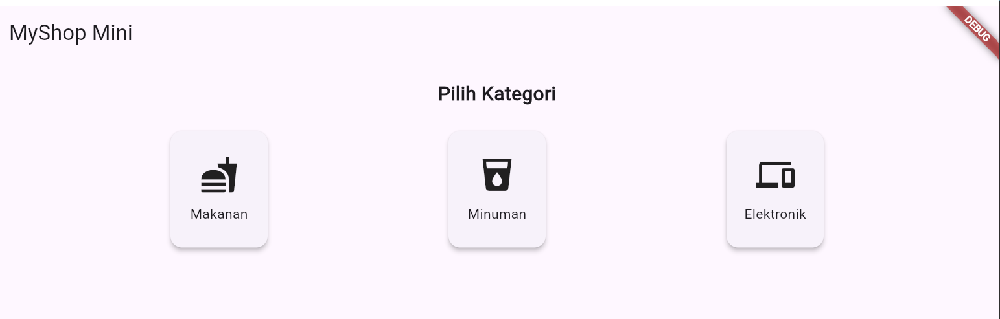 MyShop Mini
DEBUG
Pilih Kategori
Makanan
Minuman
Elektronik